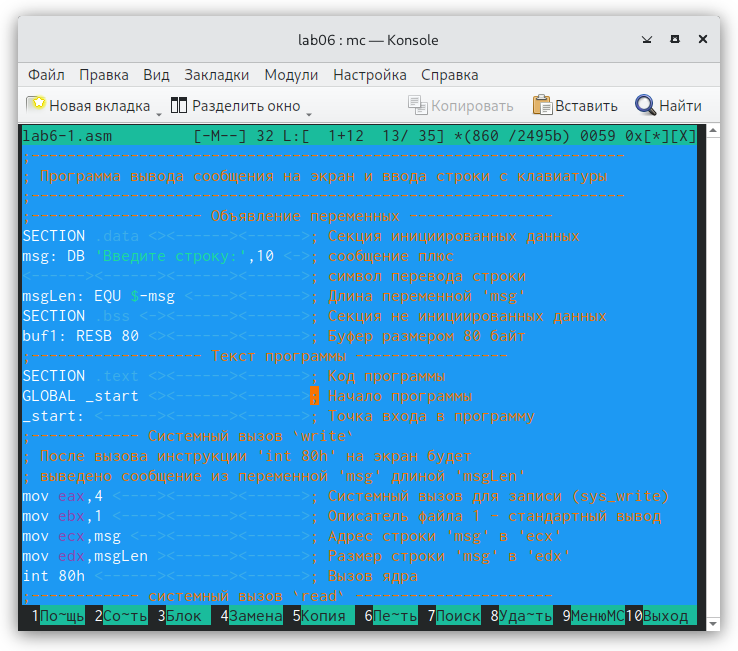 lab06 : mc — Konsole
Файл Правка Вид Закладки Модули Настройка Справка
Новая вкладка Разделить окно Копировать Вставить Найти
lab6-1.asm [-M--] 32 L:[ 1+12 13/ 35] *(860 /2495b) 0059 0x[*][X]
;------------------------------------------------------------------
; Программа вывода сообщения на экран и ввода строки с клавиатуры
;------------------------------------------------------------------
;------------------- Объявление переменных ----------------
SECTION .data <><------><------>; Секция инициированных данных
msg: DB 'Введите строку:',10 <->; сообщение плюс
<------><------><------><------>; символ перевода строки
msgLen: EQU $-msg <----><------>; Длина переменной 'msg'
SECTION .bss <-><------><------>; Секция не инициированных данных
buf1: RESB 80 <><------><------>; Буфер размером 80 байт
;------------------- Текст программы -----------------
SECTION .text <><------><------>; Код программы
GLOBAL _start <><------><------>; Начало программы
_start: <------><------><------>; Точка входа в программу
;------------ Системный вызов `write`
; После вызова инструкции 'int 80h' на экран будет
; выведено сообщение из переменной 'msg' длиной 'msgLen'
mov eax,4 <----><------><------>; Системный вызов для записи (sys_write)
mov ebx,1 <----><------><------>; Описатель файла 1 - стандартный вывод
mov ecx,msg <--><------><------>; Адрес строки 'msg' в 'ecx'
mov edx,msgLen ><------><------>; Размер строки 'msg' в 'edx'
int 80h <------><------><------>; Вызов ядра
;------------ системный вызов `read` ----------------------
1По~щь 2Со~ть 3Блок 4Замена 5Копия 6Пе~ть 7Поиск 8Уда~ть 9МенюMC 10Выход